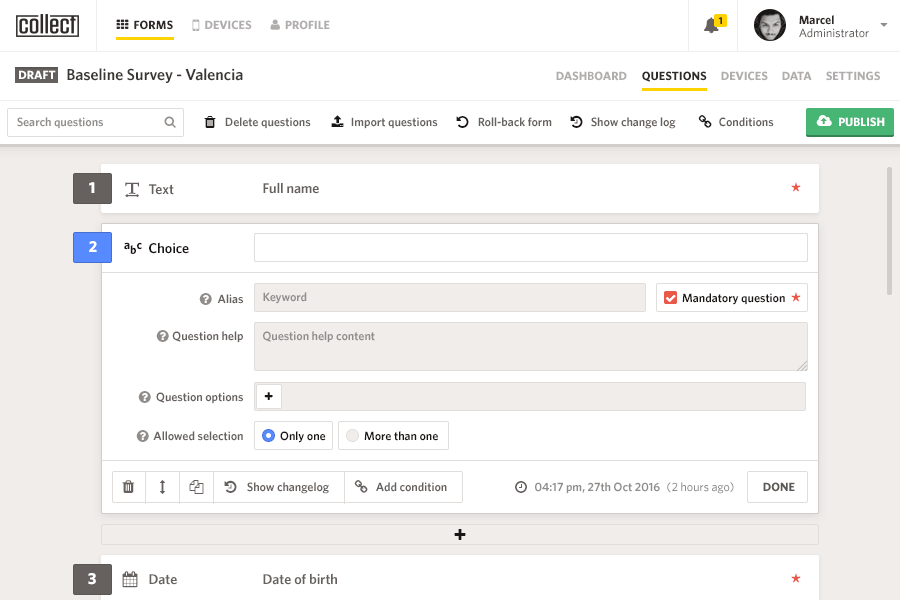 collect
FORMS DEVICES PROFILE
1
Marcel
Administrator
DRAFT Baseline Survey - Valencia
DASHBOARD QUESTIONS DEVICES DATA SETTINGS
Search questions
Delete questions Import questions Roll-back form Show change log Conditions PUBLISH
1 Text Full name *
2 abc Choice
Alias Keyword Mandatory question *
Question help Question help content
Question options +
Allowed selection Only one More than one
Show changelog Add condition 04:17 pm, 27th Oct 2016 (2 hours ago) DONE
+
3 Date Date of birth *